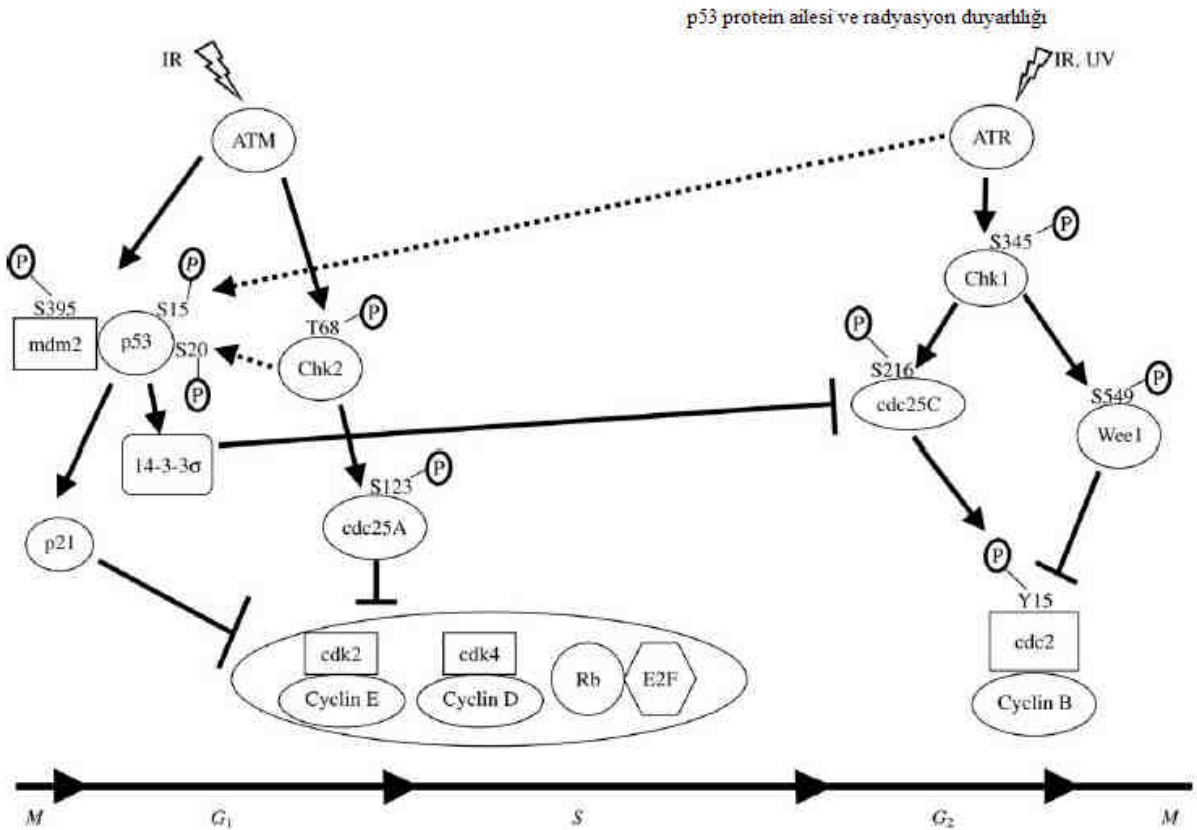 p53 protein ailesi ve radyasyon duyarlılığı
IR
IR, UV
ATM
ATR
P
P
P
S345
Chk1
S395
S15
mdm2
p53
S20
P
T68
P
Chk2
P
S216
cdc25C
P
S549
Wee1
14-3-3σ
P
S123
cdc25A
p21
P
Y15
cdc2
Cyclin B
cdk2
Cyclin E
cdk4
Cyclin D
Rb
E2F
M
G₁
S
G₂
M